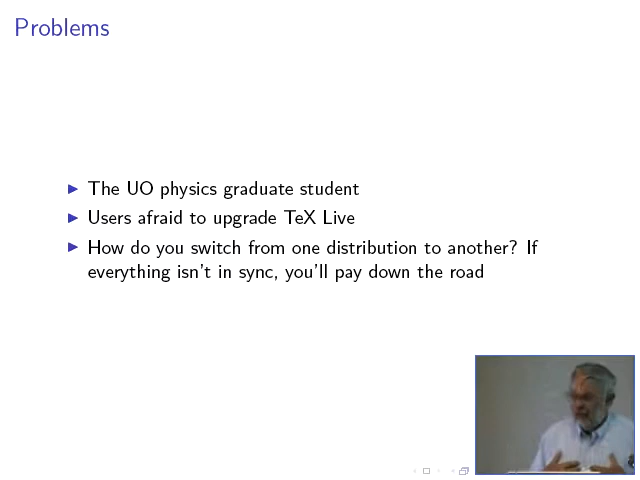 Problems
The UO physics graduate student
Users afraid to upgrade TeX Live
How do you switch from one distribution to another? If
everything isn't in sync, you'll pay down the road